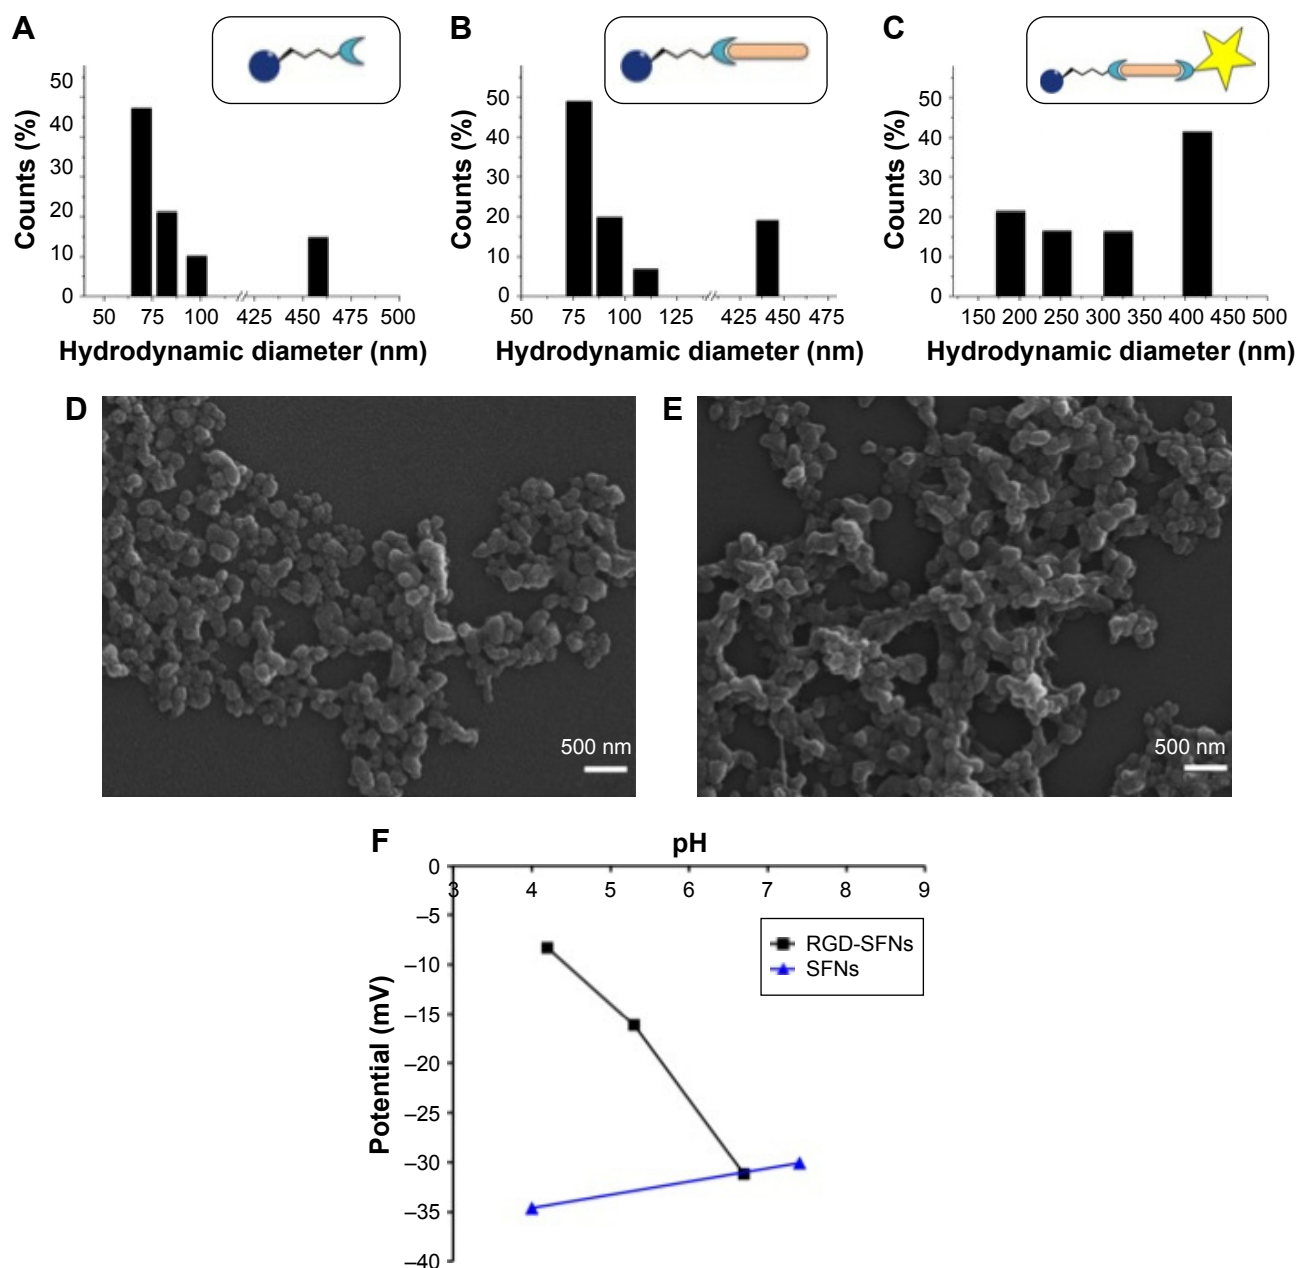 A
B
C
Counts (%)
50
40
30
20
10
0
50 75 100 425 450 475 500
Hydrodynamic diameter (nm)
Counts (%)
50
40
30
20
10
0
50 75 100 125 425 450 475
Hydrodynamic diameter (nm)
Counts (%)
50
40
30
20
10
0
150 200 250 300 350 400 450 500
Hydrodynamic diameter (nm)
D
500 nm
E
500 nm
F
pH
3 4 5 6 7 8 9
Potential (mV)
0
–5
–10
–15
–20
–25
–30
–35
–40
RGD-SFNs
SFNs